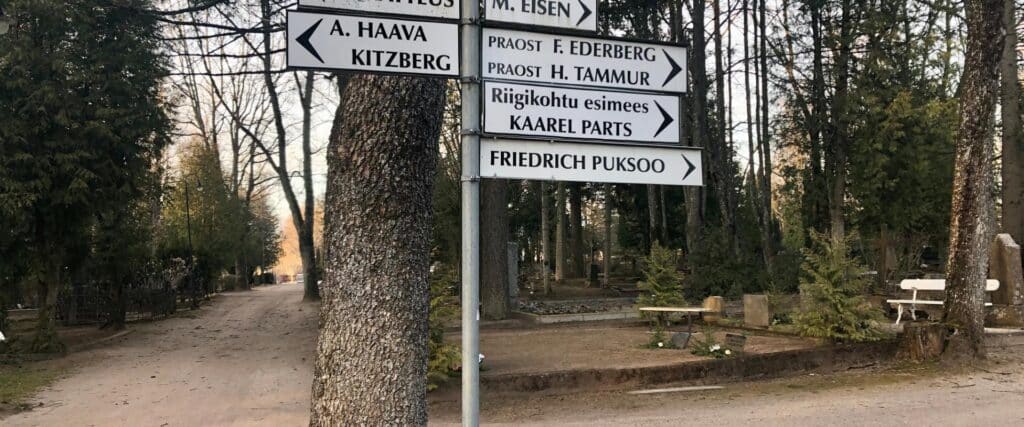 M. EISEN
A. HAAVA
KITZBERG
PRAOST F. EDERBERG
PRAOST H. TAMMUR
Riigikohtu esimees
KAAREL PARTS
FRIEDRICH PUKSOO